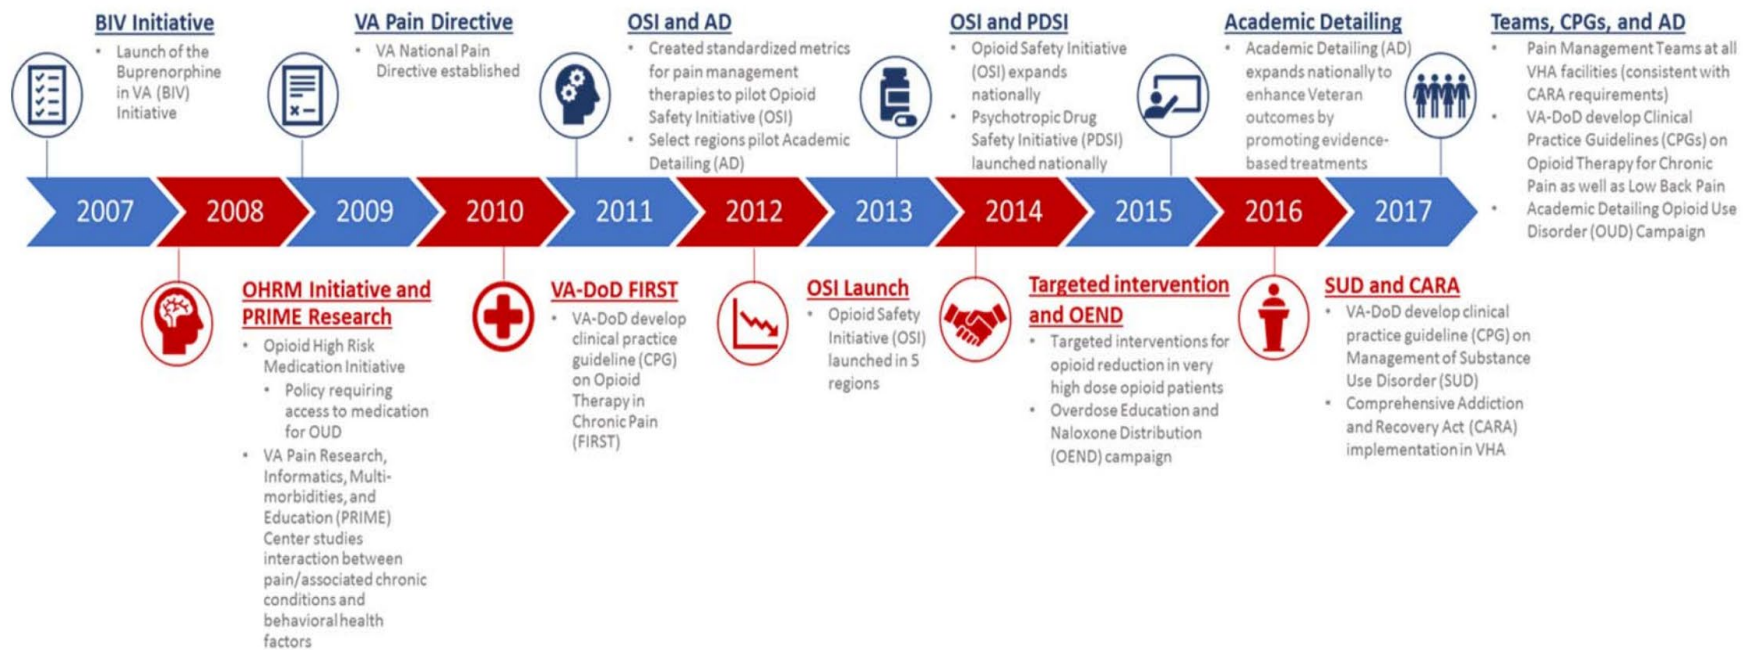 BIV Initiative
• Launch of the
Buprenorphine
in VA (BIV)
Initiative
VA Pain Directive
• VA National Pain
Directive established
OSI and AD
• Created standardized metrics
for pain management
therapies to pilot Opioid
Safety Initiative (OSI)
• Select regions pilot Academic
Detailing (AD)
OSI and PDSI
• Opioid Safety Initiative
(OSI) expands
nationally
• Psychotropic Drug
Safety Initiative (PDSI)
launched nationally
Academic Detailing
• Academic Detailing (AD)
expands nationally to
enhance Veteran
outcomes by
promoting evidence-
based treatments
Teams, CPGs, and AD
• Pain Management Teams at all
VHA facilities (consistent with
CARA requirements)
• VA-DoD develop Clinical
Practice Guidelines (CPGs) on
Opioid Therapy for Chronic
Pain as well as Low Back Pain
• Academic Detailing Opioid Use
Disorder (OUD) Campaign
2007
2008
2009
2010
2011
2012
2013
2014
2015
2016
2017
OHRM Initiative and
PRIME Research
• Opioid High Risk
Medication Initiative
• Policy requiring
access to medication
for OUD
• VA Pain Research,
Informatics, Multi-
morbidities, and
Education (PRIME)
Center studies
interaction between
pain/associated chronic
conditions and
behavioral health
factors
VA-DoD FIRST
• VA-DoD develop
clinical practice
guideline (CPG)
on Opioid
Therapy in
Chronic Pain
(FIRST)
OSI Launch
• Opioid Safety
Initiative (OSI)
launched in 5
regions
Targeted intervention
and OEND
• Targeted interventions for
opioid reduction in very
high dose opioid patients
• Overdose Education and
Naloxone Distribution
(OEND) campaign
SUD and CARA
• VA-DoD develop clinical
practice guideline (CPG) on
Management of Substance
Use Disorder (SUD)
• Comprehensive Addiction
and Recovery Act (CARA)
implementation in VHA